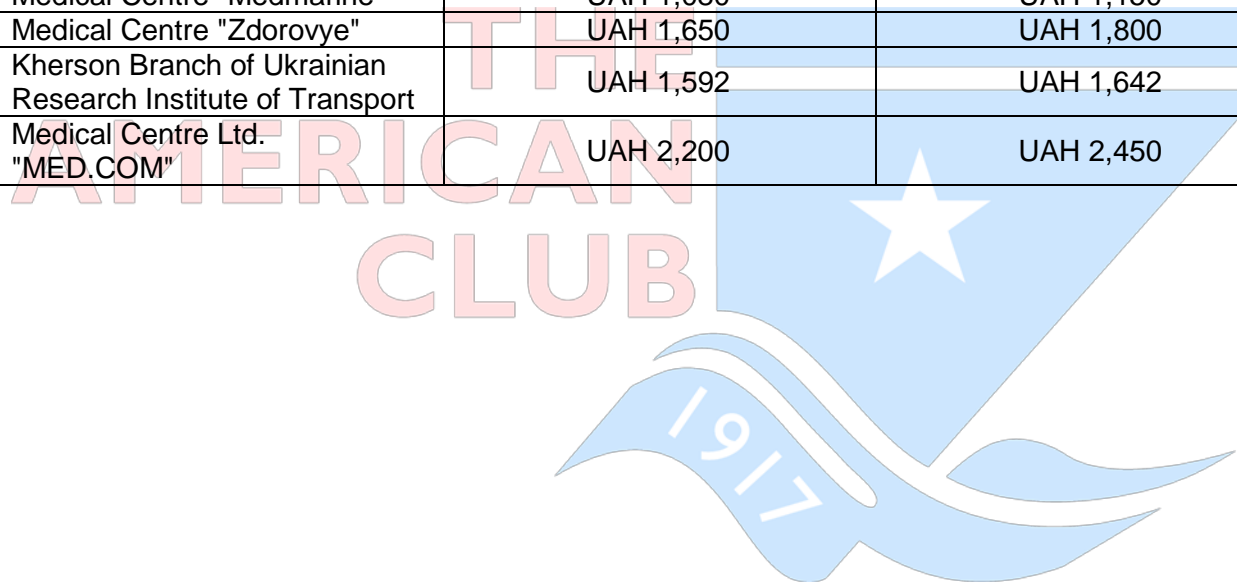 Medical Centre "Zdorovye" UAH 1,650 UAH 1,800
Kherson Branch of Ukrainian
Research Institute of Transport UAH 1,592 UAH 1,642
Medical Centre Ltd.
"MED.COM" UAH 2,200 UAH 2,450
THE
AMERICAN
CLUB
1917